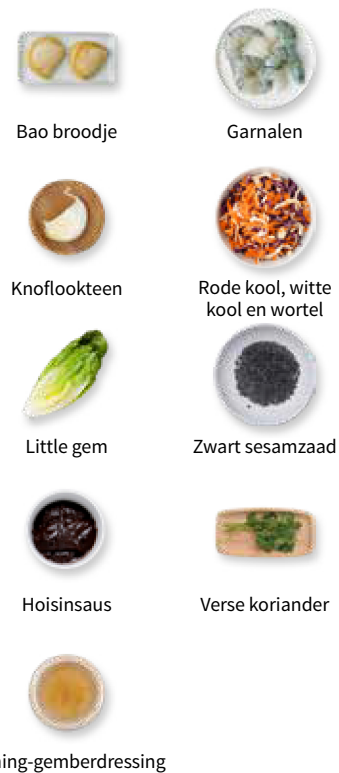 Bao broodje
Garnalen
Knoflookteen
Rode kool, witte
kool en wortel
Little gem
Zwart sesamzaad
Hoisinsaus
Verse koriander
ning-gemberdressing